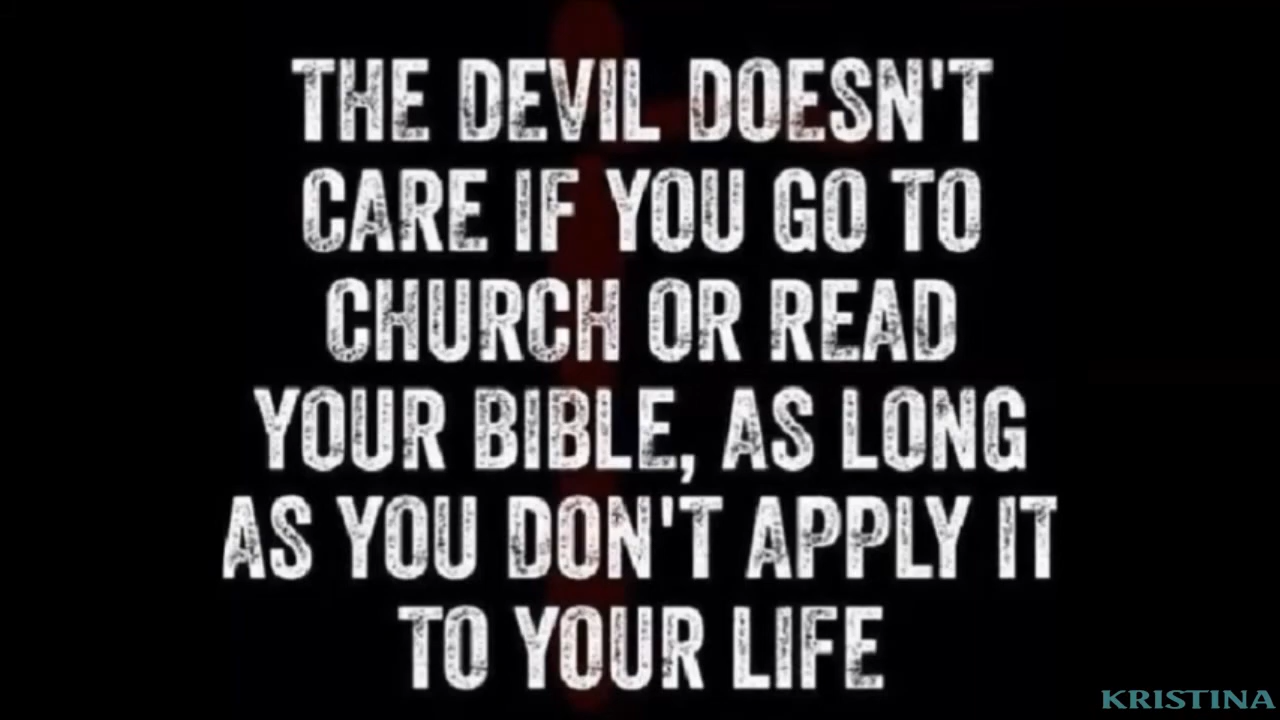 THE DEVIL DOESN'T
CARE IF YOU GO TO
CHURCH OR READ
YOUR BIBLE, AS LONG
AS YOU DON'T APPLY IT
TO YOUR LIFE
KRISTINA